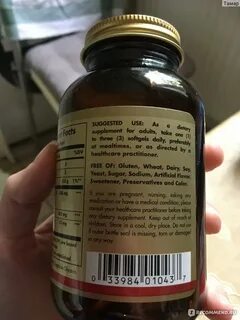 Тамар
Facts
SUGGESTED USE: As a dietary
supplement for adults, take one (1)
to three (3) softgels daily, preferably
at mealtimes, or as directed by a
healthcare practitioner.
FREE OF: Gluten, Wheat, Dairy, Soy,
Yeast, Sugar, Sodium, Artificial Flavor,
Sweetener, Preservatives and Color.
If you are pregnant, nursing, taking any
medication or have a medical condition, please
consult your healthcare practitioner before taking any
dietary supplement. Keep out of reach of
children. Store in a cool, dry place. Do not use
if outer bottle seal is missing, torn or damaged
in any way.
0 33984 01043 7
RECOMMEND.RU